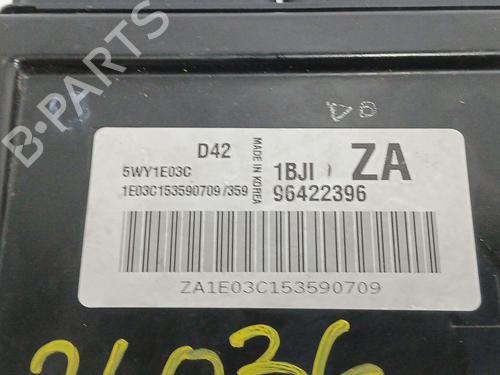 B-PARTS
D42
5WY1E03C
1E03C153590709/359
MADE IN KOREA
1BJI
ZA
96422396
ZA1E03C153590709